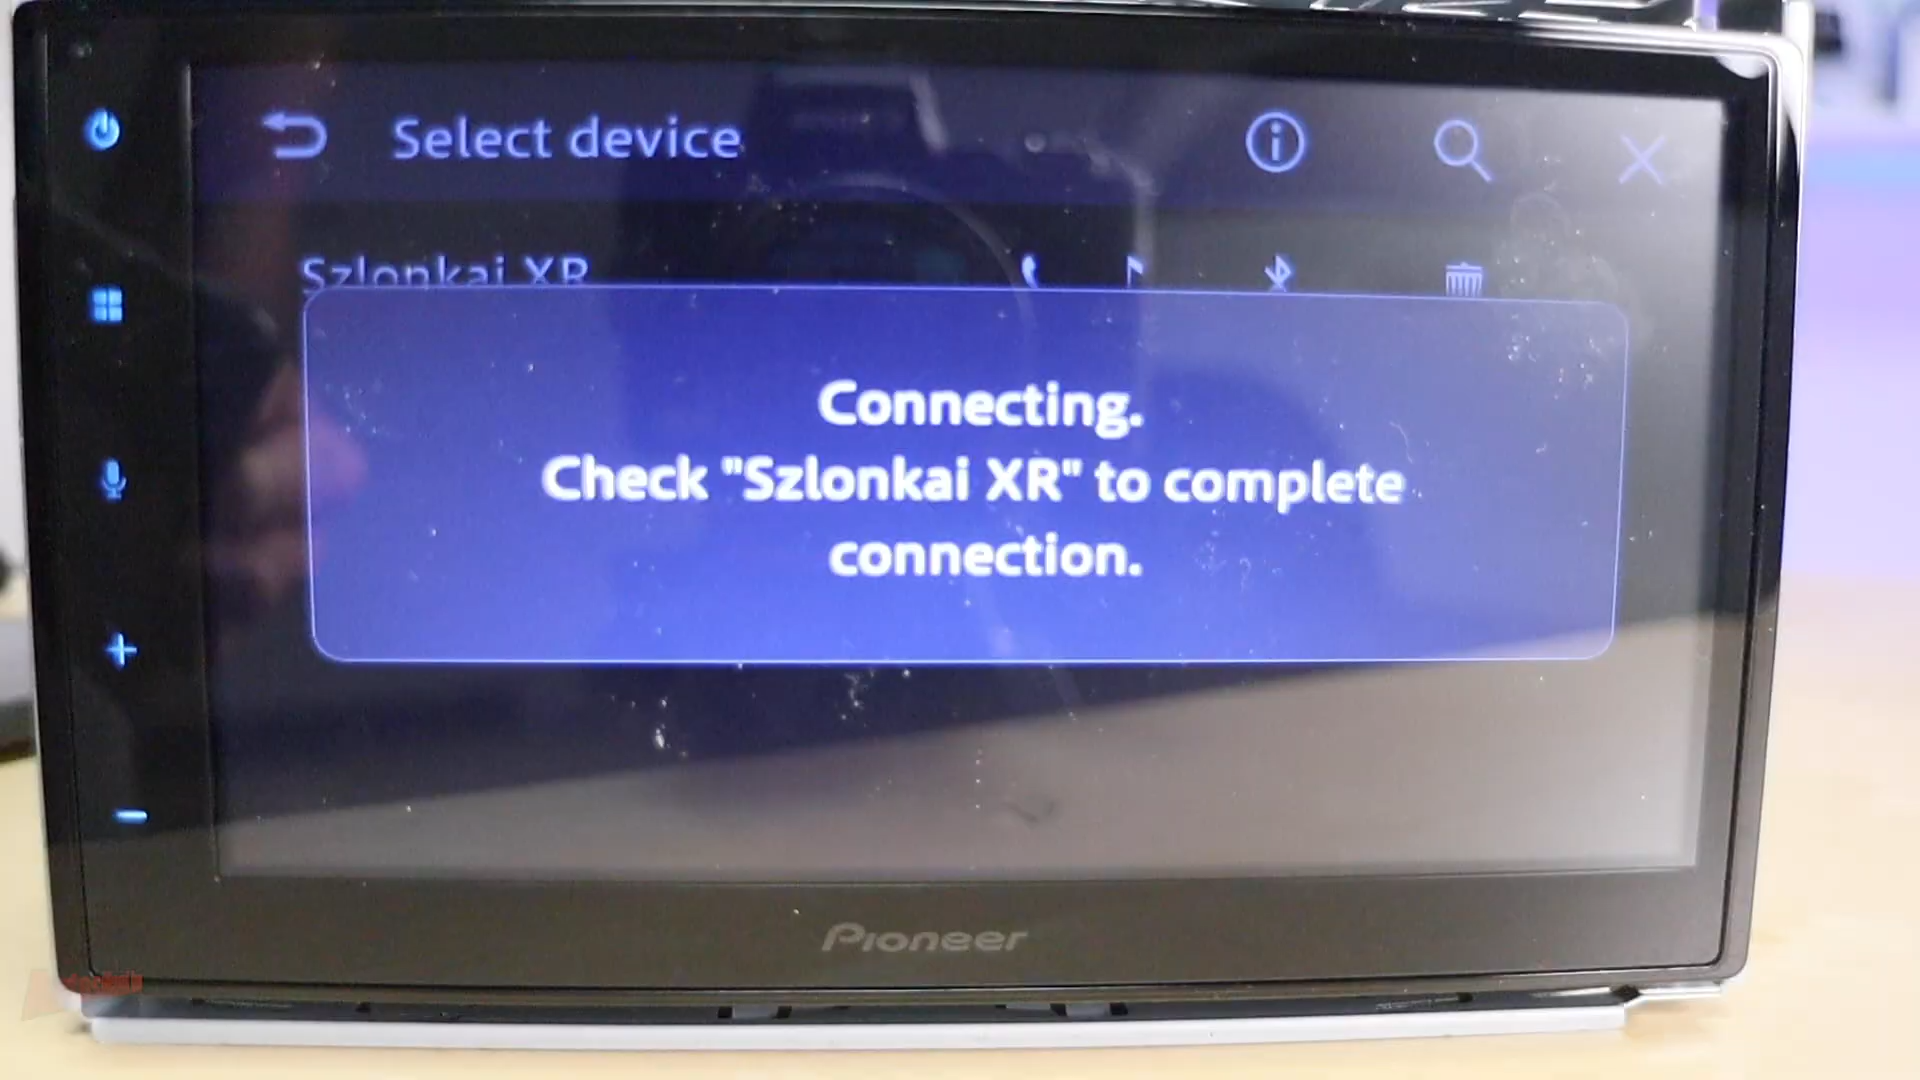 Select device
Szlonkai XR
Connecting.
Check "Szlonkai XR" to complete
connection.
Pioneer